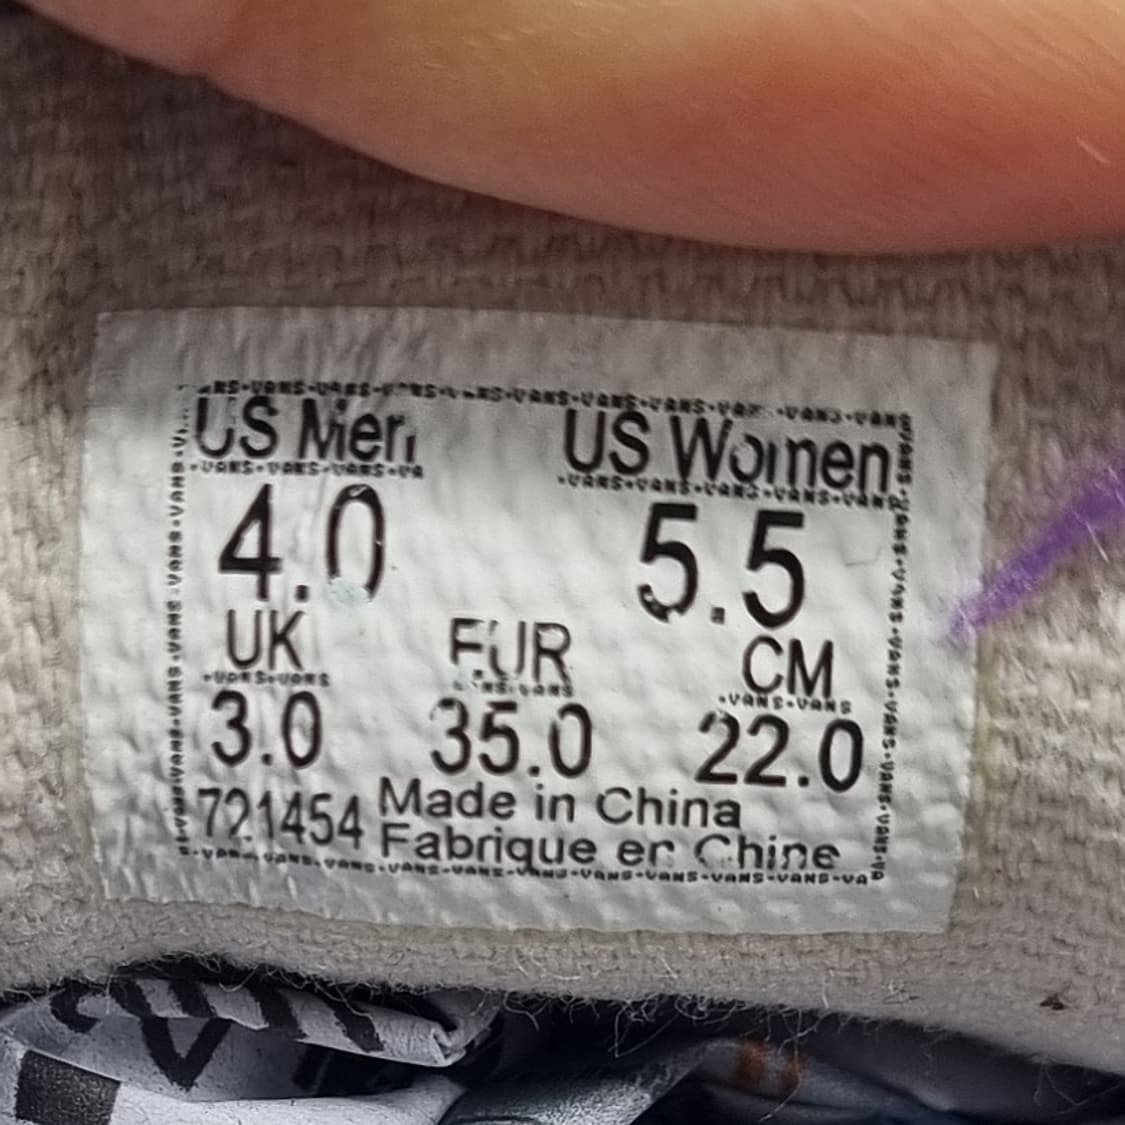 US Men US Women
4.0 5.5
UK EUR CM
3.0 35.0 22.0
721454 Made in China
Fabrique en Chine